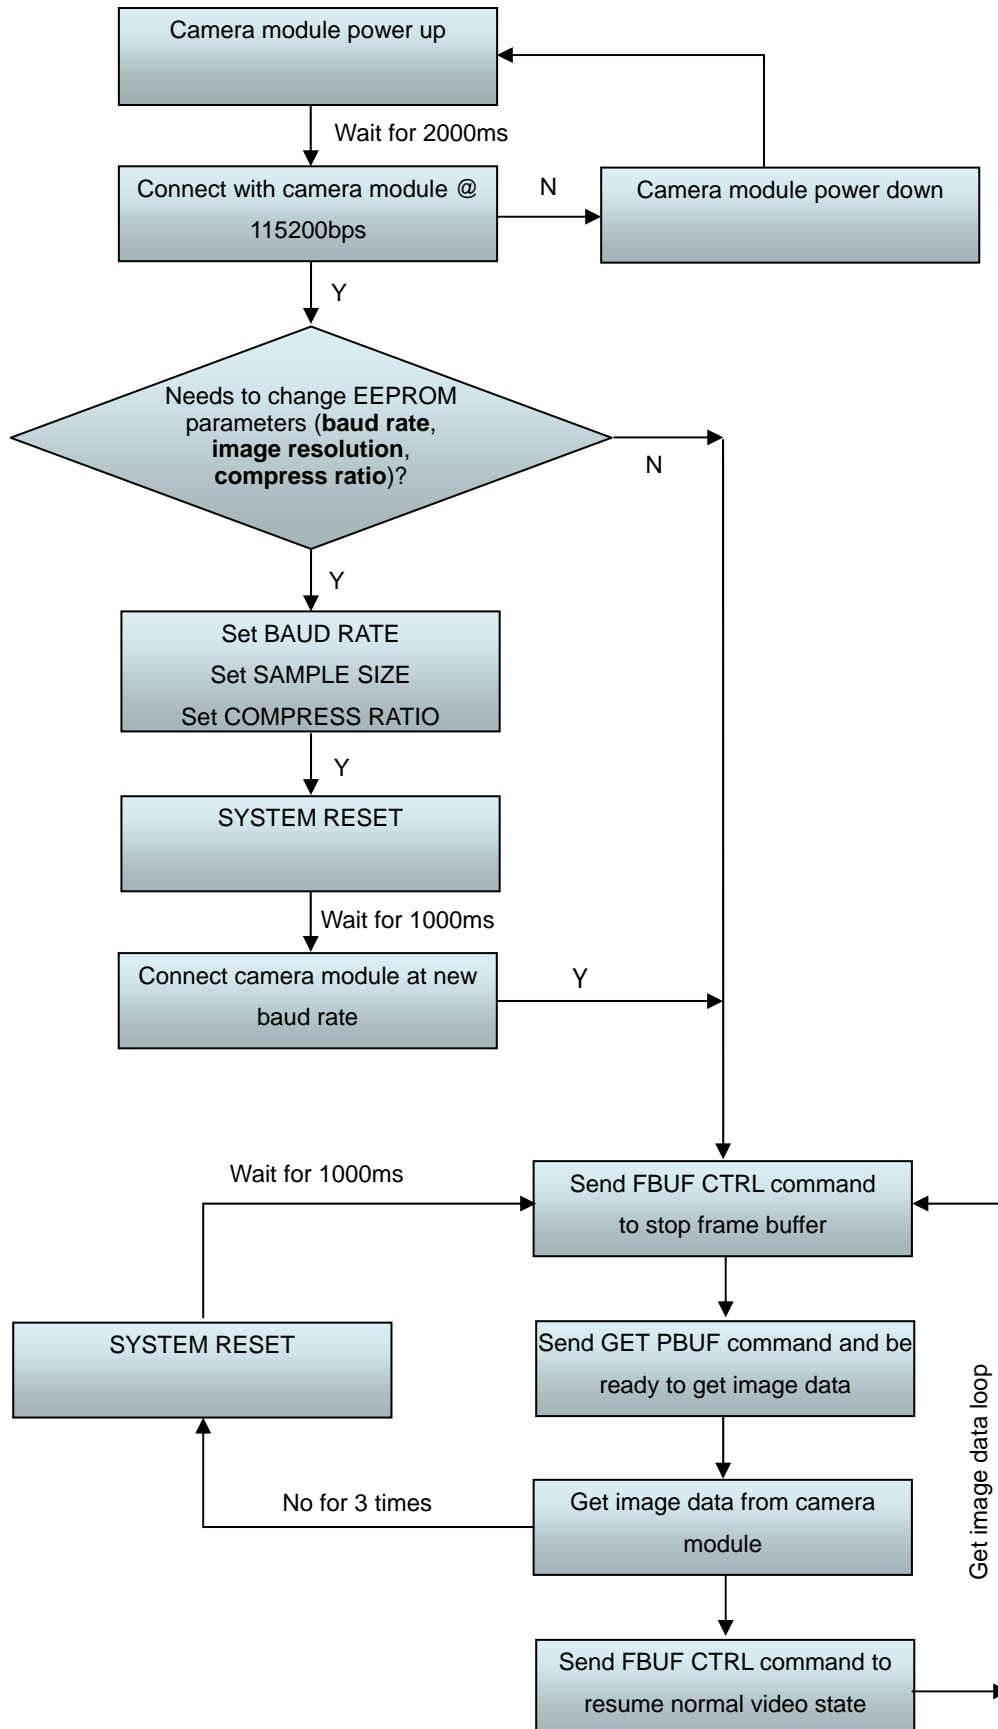 Camera module power up
Wait for 2000ms
Connect with camera module @
115200bps
N
Camera module power down
Y
Needs to change EEPROM
parameters (baud rate,
image resolution,
compress ratio)?
N
Y
Set BAUD RATE
Set SAMPLE SIZE
Set COMPRESS RATIO
Y
SYSTEM RESET
Wait for 1000ms
Connect camera module at new
baud rate
Y
Wait for 1000ms
Send FBUF CTRL command
to stop frame buffer
SYSTEM RESET
Send GET PBUF command and be
ready to get image data
Get image data loop
No for 3 times
Get image data from camera
module
Send FBUF CTRL command to
resume normal video state